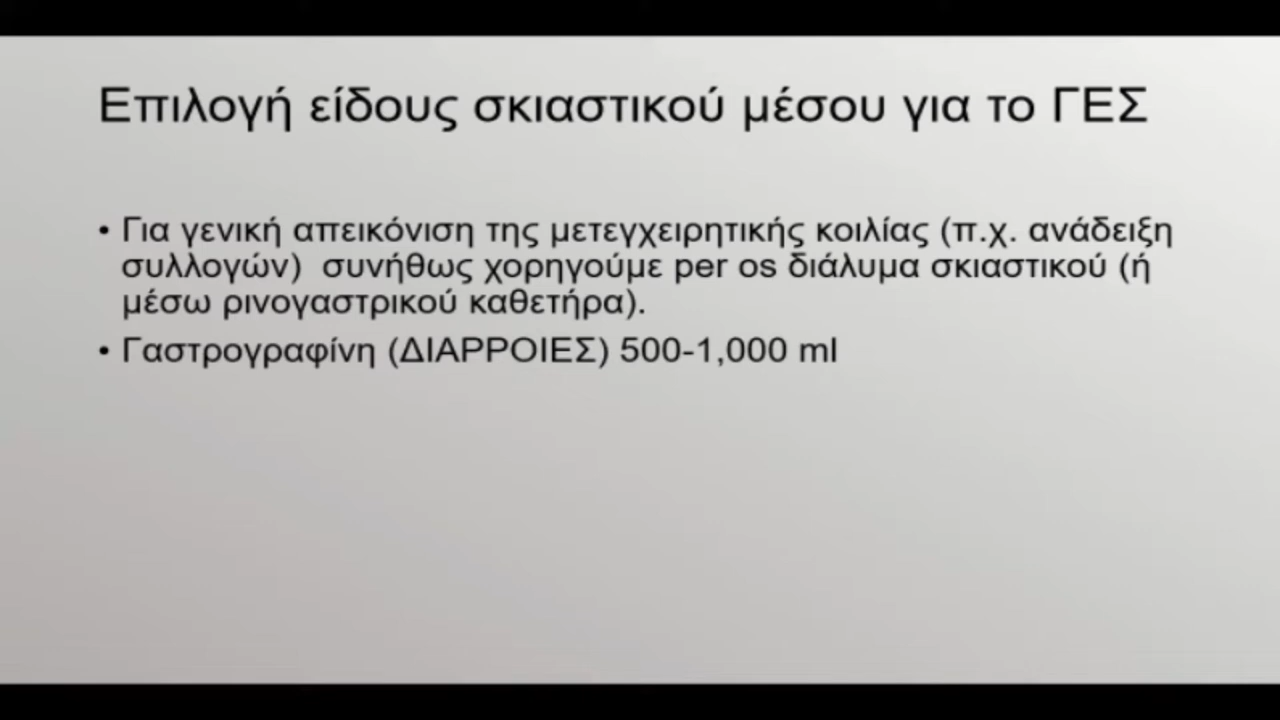 Επιλογή είδους σκιαστικού μέσου για το ΓΕΣ
• Για γενική απεικόνιση της μετεγχειρητικής κοιλίας (π.χ. ανάδειξη
συλλογών)  συνήθως χορηγούμε per os διάλυμα σκιαστικού (ή
μέσω ρινογαστρικού καθετήρα).
• Γαστρογραφίνη (ΔΙΑΡΡΟΙΕΣ) 500-1,000 ml